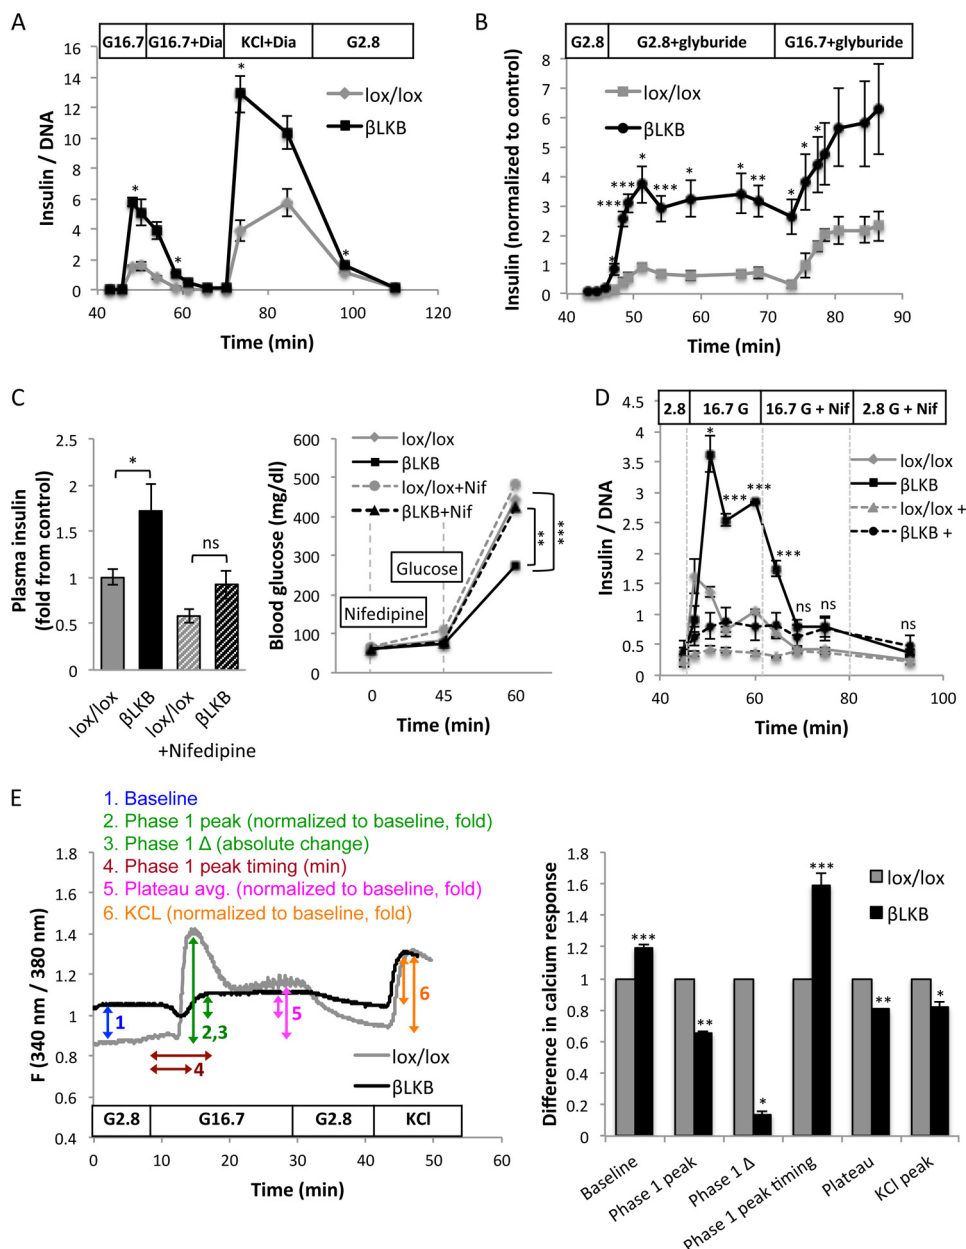 A
G16.7 G16.7+Dia KCl+Dia G2.8
16
14
12
10
8
6
4
2
0
Insulin / DNA
lox/lox
βLKB
*
*
*
*
40 60 80 100 120
Time (min)
B
G2.8 G2.8+glyburide G16.7+glyburide
8
7
6
5
4
3
2
1
0
Insulin (normalized to control)
lox/lox
βLKB
*
***
***
*
***
*
*
**
*
*
*
40 50 60 70 80 90
Time (min)
C
2.5
2
1.5
1
0.5
0
Plasma insulin
(fold from control)
*
ns
lox/lox βLKB lox/lox βLKB
+Nifedipine
600
500
400
300
200
100
0
Blood glucose (mg/dl)
lox/lox
βLKB
lox/lox+Nif
βLKB+Nif
Glucose
Nifedipine
**
***
0 45 60
Time (min)
D
2.8 16.7 G 16.7 G + Nif 2.8 G + Nif
4.5
4
3.5
3
2.5
2
1.5
1
0.5
0
Insulin / DNA
lox/lox
βLKB
lox/lox +
βLKB +
*
***
***
***
ns
ns
ns
40 60 80 100
Time (min)
E
1. Baseline
2. Phase 1 peak (normalized to baseline, fold)
3. Phase 1 Δ (absolute change)
4. Phase 1 peak timing (min)
5. Plateau avg. (normalized to baseline, fold)
6. KCL (normalized to baseline, fold)
1.8
1.6
1.4
1.2
1
0.8
0.6
0.4
F (340 nm / 380 nm)
1
2,3
4
5
6
lox/lox
βLKB
G2.8 G16.7 G2.8 KCl
0 10 20 30 40 50 60
Time (min)
1.8
1.6
1.4
1.2
1
0.8
0.6
0.4
0.2
0
Difference in calcium response
lox/lox
βLKB
***
**
*
***
**
*
Baseline
Phase 1 peak
Phase 1 Δ
Phase 1 peak timing
Plateau
KCl peak